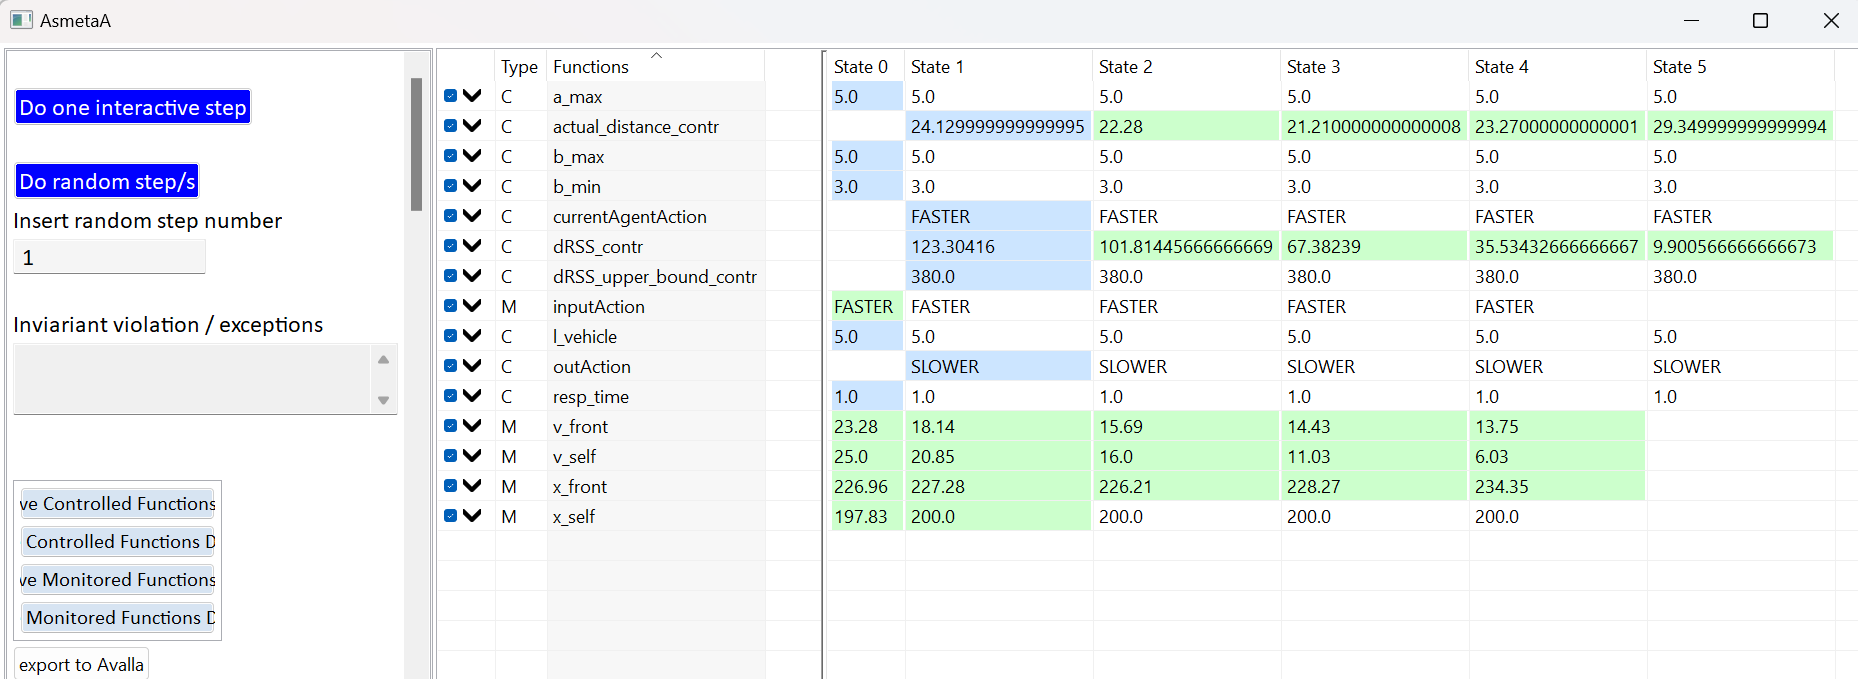 AsmetaA
Do one interactive step
Do random step/s
Insert random step number
1
Inviariant violation / exceptions
ve Controlled Functions
Controlled Functions D
ve Monitored Functions
Monitored Functions D
export to Avalla
Type Functions State 0 State 1 State 2 State 3 State 4 State 5
C a_max 5.0 5.0 5.0 5.0 5.0 5.0
C actual_distance_contr 24.129999999999995 22.28 21.210000000000008 23.27000000000001 29.349999999999994
C b_max 5.0 5.0 5.0 5.0 5.0 5.0
C b_min 3.0 3.0 3.0 3.0 3.0 3.0
C currentAgentAction FASTER FASTER FASTER FASTER FASTER
C dRSS_contr 123.30416 101.81445666666669 67.38239 35.53432666666667 9.900566666666673
C dRSS_upper_bound_contr 380.0 380.0 380.0 380.0 380.0
M inputAction FASTER FASTER FASTER FASTER FASTER
C l_vehicle 5.0 5.0 5.0 5.0 5.0 5.0
C outAction SLOWER SLOWER SLOWER SLOWER SLOWER
C resp_time 1.0 1.0 1.0 1.0 1.0 1.0
M v_front 23.28 18.14 15.69 14.43 13.75
M v_self 25.0 20.85 16.0 11.03 6.03
M x_front 226.96 227.28 226.21 228.27 234.35
M x_self 197.83 200.0 200.0 200.0 200.0